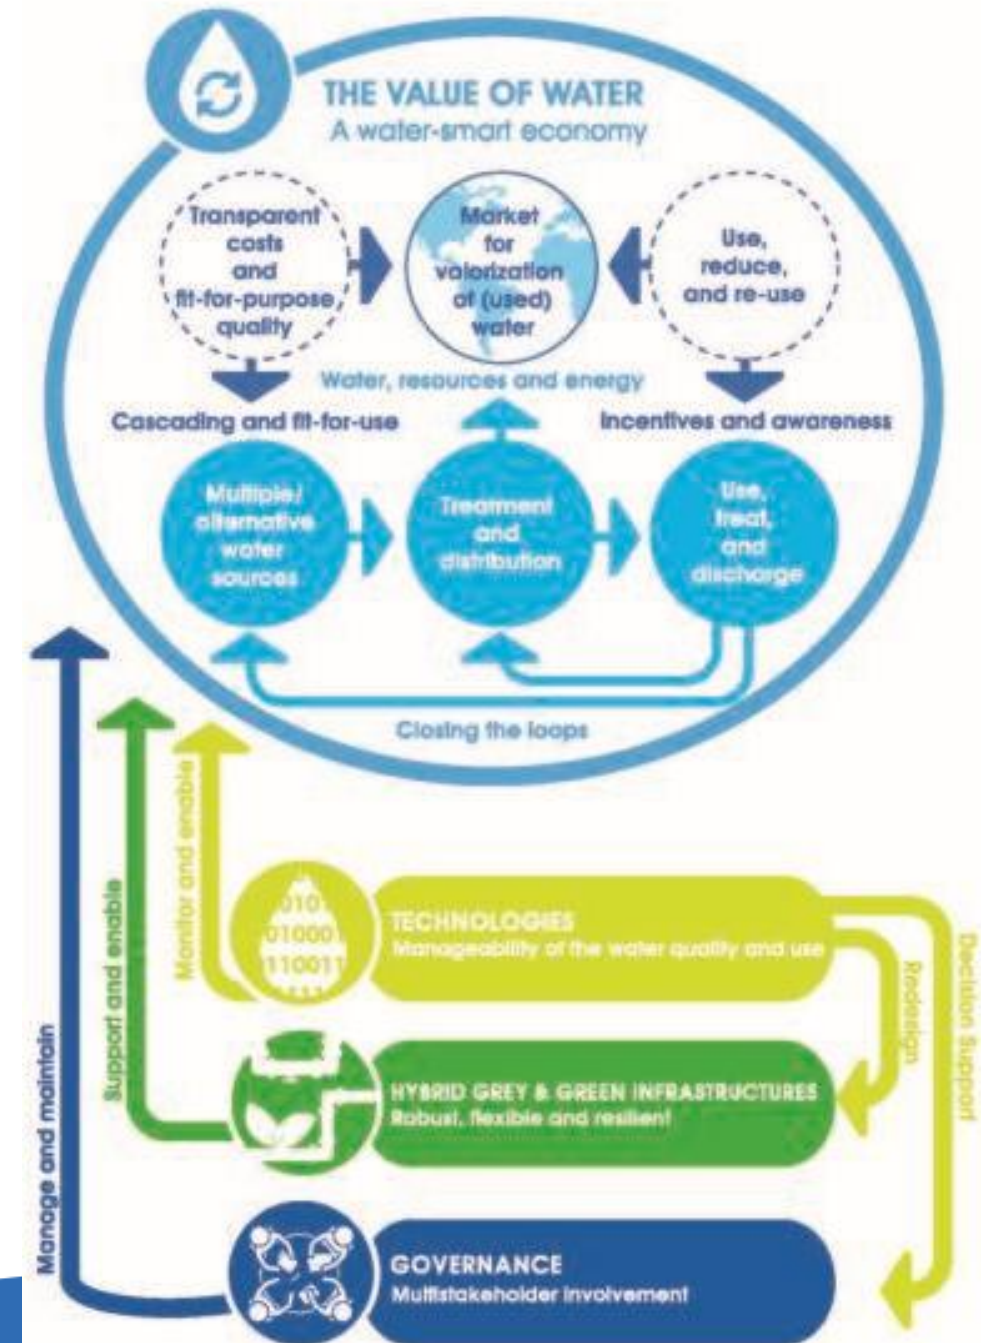 THE VALUE OF WATER
A water-smart economy
Transparent
costs
and
fit-for-purpose
quality
Market
for
valorization
of (used)
water
Use,
reduce,
and re-use
Water, resources and energy
Cascading and fit-for-use
Incentives and awareness
Multiple/
alternative
water
sources
Treatment
and
distribution
Use,
treat,
and
discharge
Closing the loops
Manage and maintain
Support and enable
Monitor and enable
010
01000
110011
1111
TECHNOLOGIES
Manageability of the water quality and use
Redesign
Decision Support
HYBRID GREY & GREEN INFRASTRUCTURES
Robust, flexible and resilient
GOVERNANCE
Multistakeholder involvement